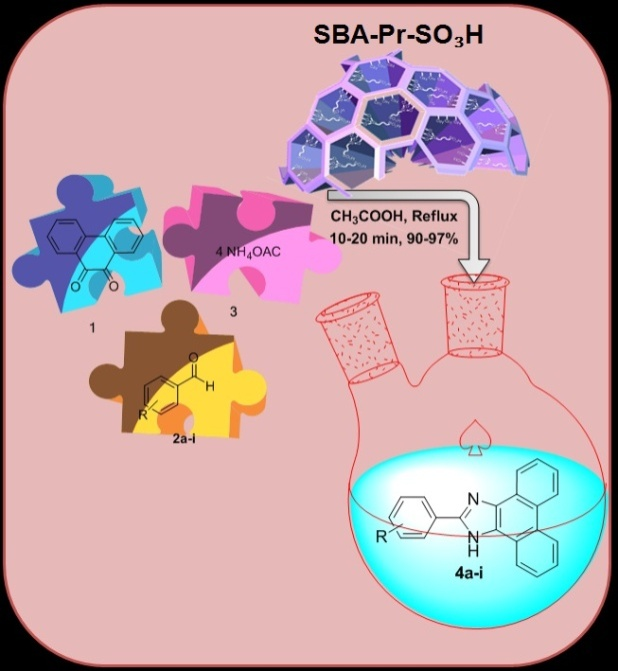 SBA-Pr-SO₃H
CH₃COOH, Reflux
10-20 min, 90-97%
O O
1
4 NH₄OAC
3
O
H
R
2a-i
N
R
N
H
4a-i